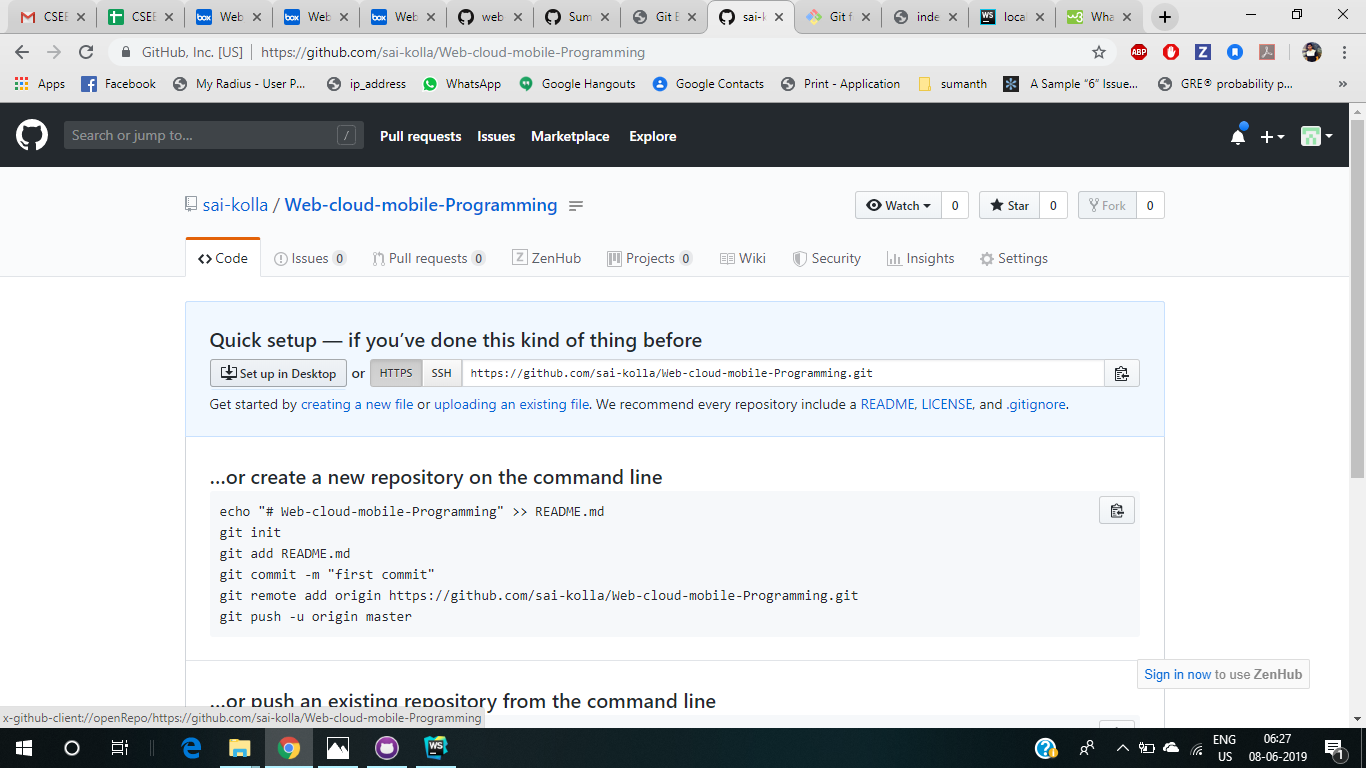 CSEE
CSEE
Web
Web
Web
web
Sum
Git E
sai-k
Git f
inde
loca
Wha
GitHub, Inc. [US] | https://github.com/sai-kolla/Web-cloud-mobile-Programming
Apps Facebook My Radius - User P... ip_address WhatsApp Google Hangouts Google Contacts Print - Application sumanth A Sample “6” Issue... GRE® probability p... »
Search or jump to... / Pull requests Issues Marketplace Explore
sai-kolla / Web-cloud-mobile-Programming
Watch 0 Star 0 Fork 0
Code Issues 0 Pull requests 0 ZenHub Projects 0 Wiki Security Insights Settings
Quick setup — if you’ve done this kind of thing before
Set up in Desktop or HTTPS SSH https://github.com/sai-kolla/Web-cloud-mobile-Programming.git
Get started by creating a new file or uploading an existing file. We recommend every repository include a README, LICENSE, and .gitignore.
…or create a new repository on the command line
echo "# Web-cloud-mobile-Programming" >> README.md
git init
git add README.md
git commit -m "first commit"
git remote add origin https://github.com/sai-kolla/Web-cloud-mobile-Programming.git
git push -u origin master
Sign in now to use ZenHub
…or push an existing repository from the command line
x-github-client://openRepo/https://github.com/sai-kolla/Web-cloud-mobile-Programming
ENG 06:27
US 08-06-2019 1